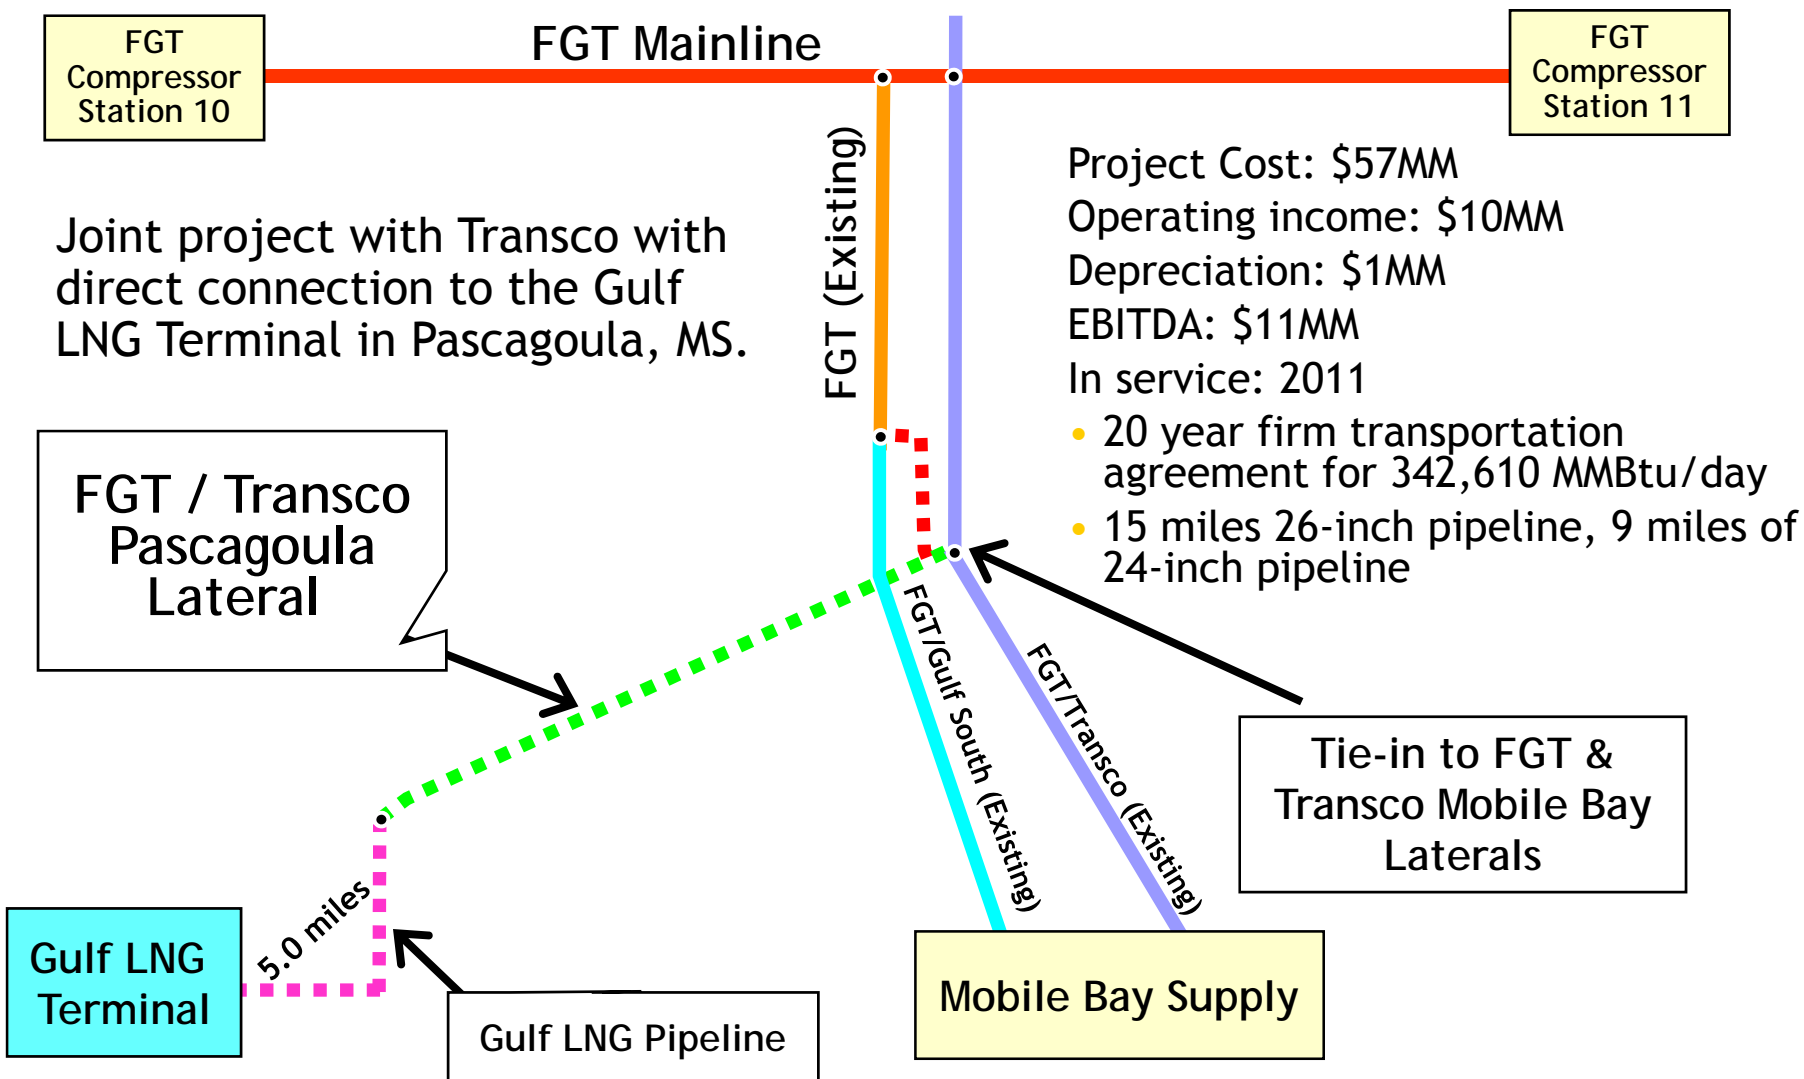 FGT
Compressor
Station 10
FGT Mainline
FGT
Compressor
Station 11
Joint project with Transco with
direct connection to the Gulf
LNG Terminal in Pascagoula, MS.
FGT (Existing)
Project Cost: $57MM
Operating income: $10MM
Depreciation: $1MM
EBITDA: $11MM
In service: 2011
• 20 year firm transportation
agreement for 342,610 MMBtu/day
• 15 miles 26-inch pipeline, 9 miles of
24-inch pipeline
FGT / Transco
Pascagoula
Lateral
FGT/Gulf South (Existing)
FGT/Transco (Existing)
Tie-in to FGT &
Transco Mobile Bay
Laterals
5.0 miles
Gulf LNG
Terminal
Gulf LNG Pipeline
Mobile Bay Supply